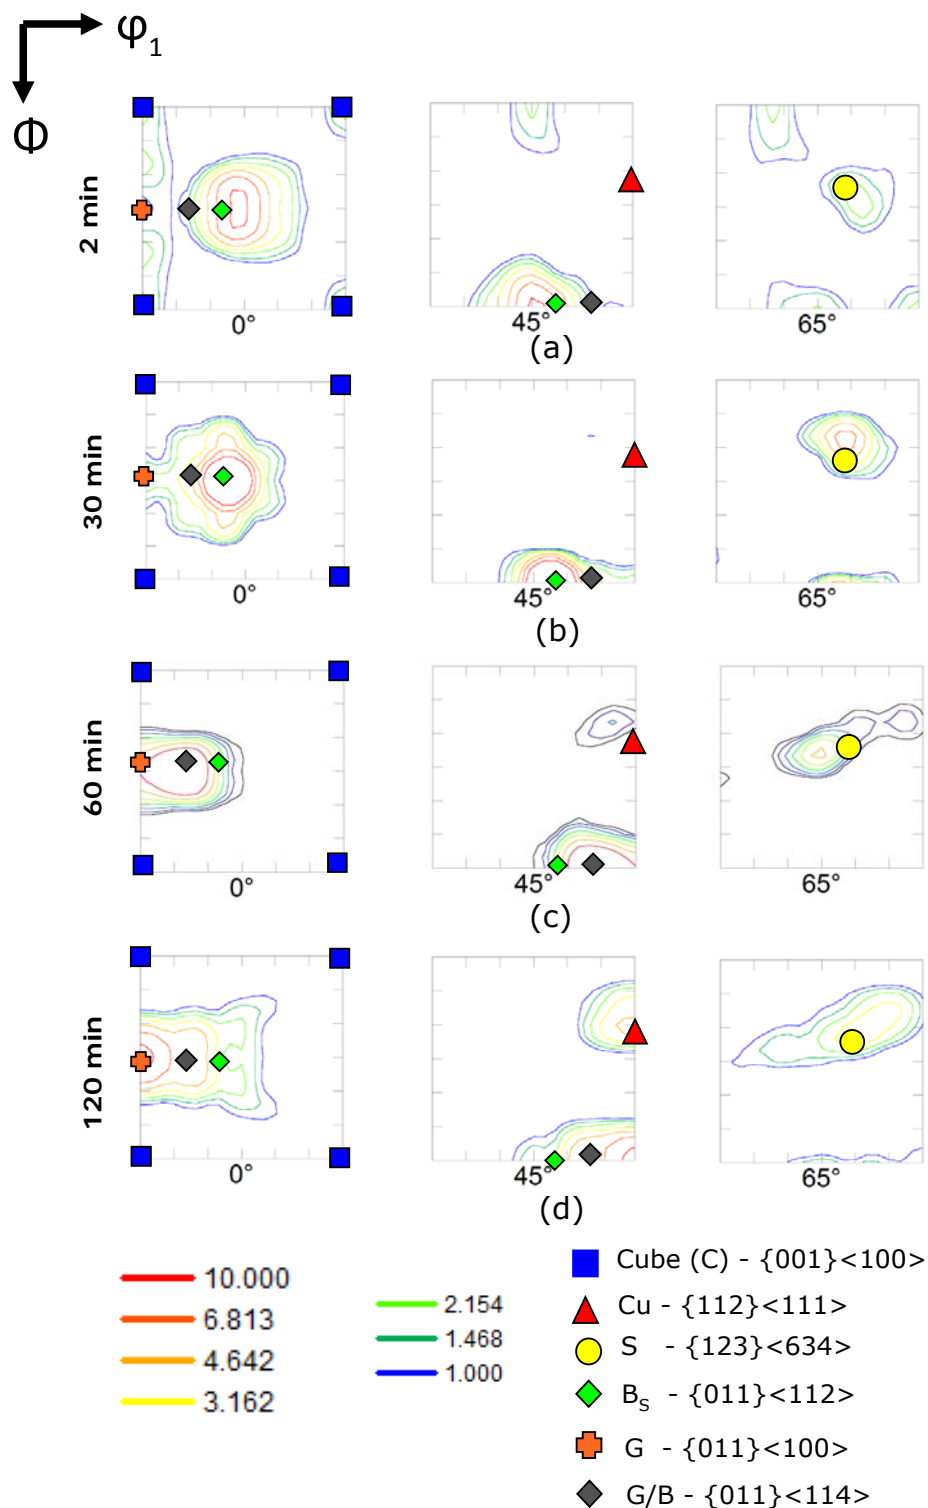 φ1
Φ
2 min
0°
45°
65°
(a)
30 min
0°
45°
65°
(b)
60 min
0°
45°
65°
(c)
120 min
0°
45°
65°
(d)
10.000
6.813
4.642
3.162
2.154
1.468
1.000
Cube (C) - {001}<100>
Cu - {112}<111>
S - {123}<634>
BS - {011}<112>
G - {011}<100>
G/B - {011}<114>